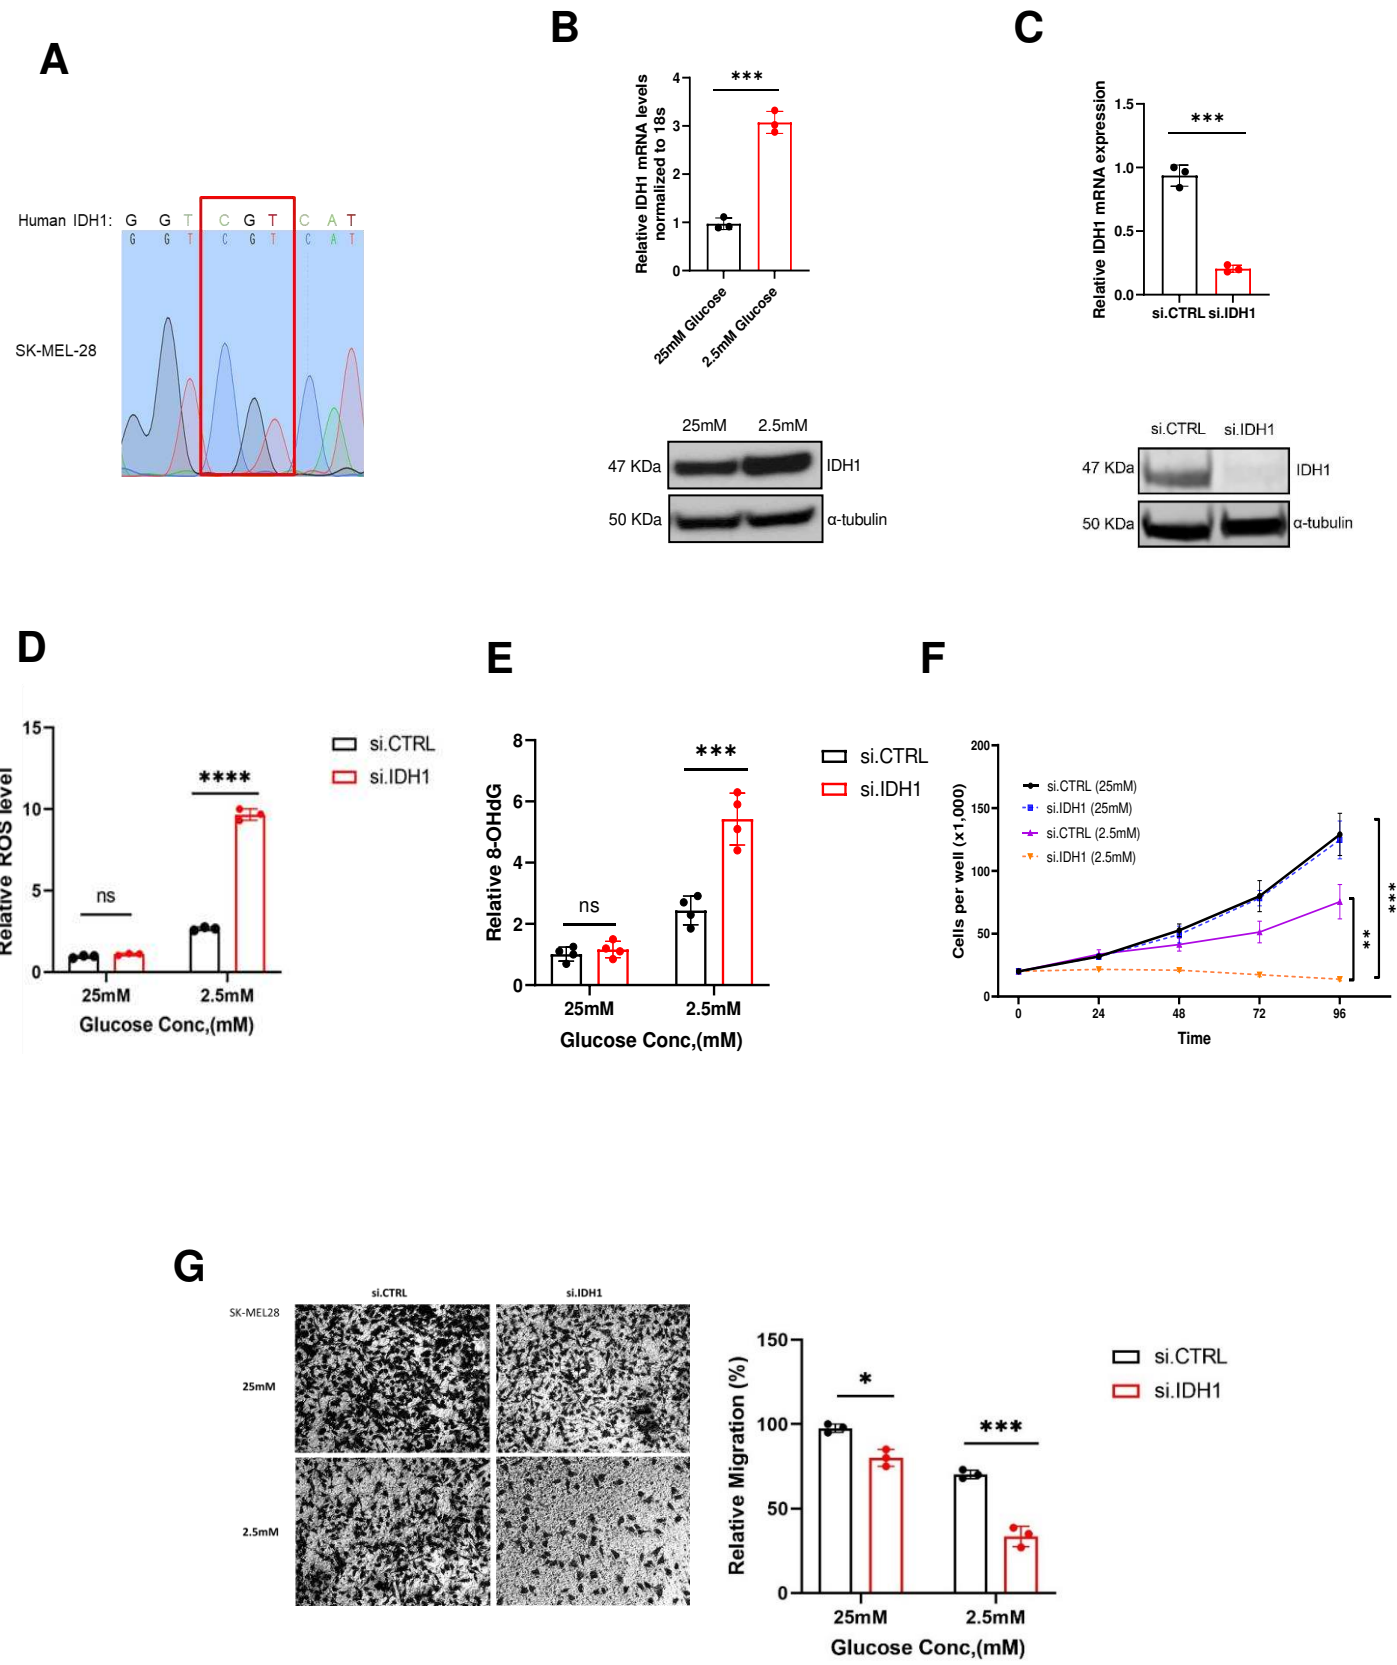 A
Human IDH1: G G T C G T C A T
G G T C G T C A T
SK-MEL-28
B
Relative IDH1 mRNA levels
normalized to 18s
4
3
2
1
0
***
25mM Glucose
2.5mM Glucose
25mM 2.5mM
47 KDa IDH1
50 KDa α-tubulin
C
Relative IDH1 mRNA expression
1.5
1.0
0.5
0.0
***
si.CTRL si.IDH1
si.CTRL si.IDH1
47 KDa IDH1
50 KDa α-tubulin
D
Relative ROS level
15
10
5
0
ns
****
si.CTRL
si.IDH1
25mM 2.5mM
Glucose Conc,(mM)
E
Relative 8-OHdG
8
6
4
2
0
ns
***
si.CTRL
si.IDH1
25mM 2.5mM
Glucose Conc,(mM)
F
Cells per well (x1,000)
200
150
100
50
0
si.CTRL (25mM)
si.IDH1 (25mM)
si.CTRL (2.5mM)
si.IDH1 (2.5mM)
**
***
0 24 48 72 96
Time
G
si.CTRL si.IDH1
SK-MEL28
25mM
2.5mM
Relative Migration (%)
150
100
50
0
*
***
si.CTRL
si.IDH1
25mM 2.5mM
Glucose Conc,(mM)